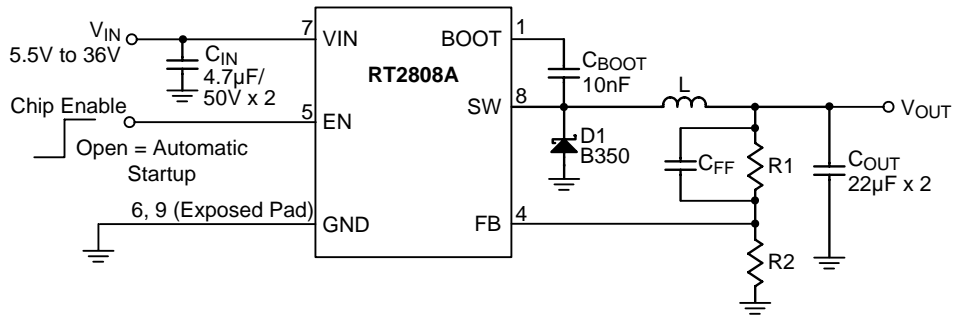 VIN
5.5V to 36V
7
VIN
BOOT
1
CIN
4.7µF/
50V x 2
RT2808A
CBOOT
10nF
Chip Enable
5
EN
SW
8
L
VOUT
Open = Automatic
Startup
D1
B350
CFF
R1
COUT
22µF x 2
6, 9 (Exposed Pad)
GND
FB
4
R2